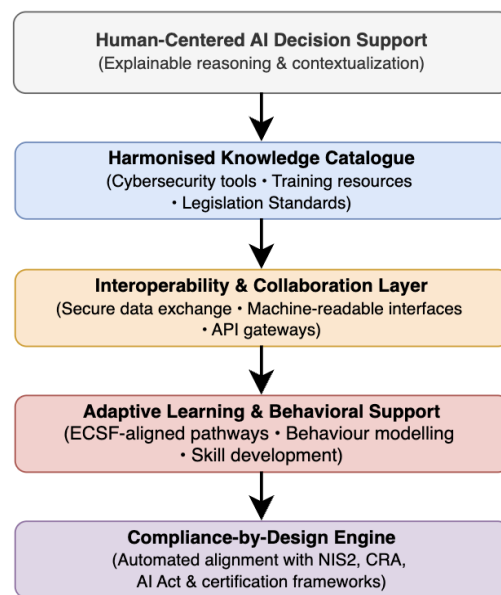 Human-Centered AI Decision Support
(Explainable reasoning & contextualization)
Harmonised Knowledge Catalogue
(Cybersecurity tools • Training resources
• Legislation Standards)
Interoperability & Collaboration Layer
(Secure data exchange • Machine-readable interfaces
• API gateways)
Adaptive Learning & Behavioral Support
(ECSF-aligned pathways • Behaviour modelling
• Skill development)
Compliance-by-Design Engine
(Automated alignment with NIS2, CRA,
AI Act & certification frameworks)